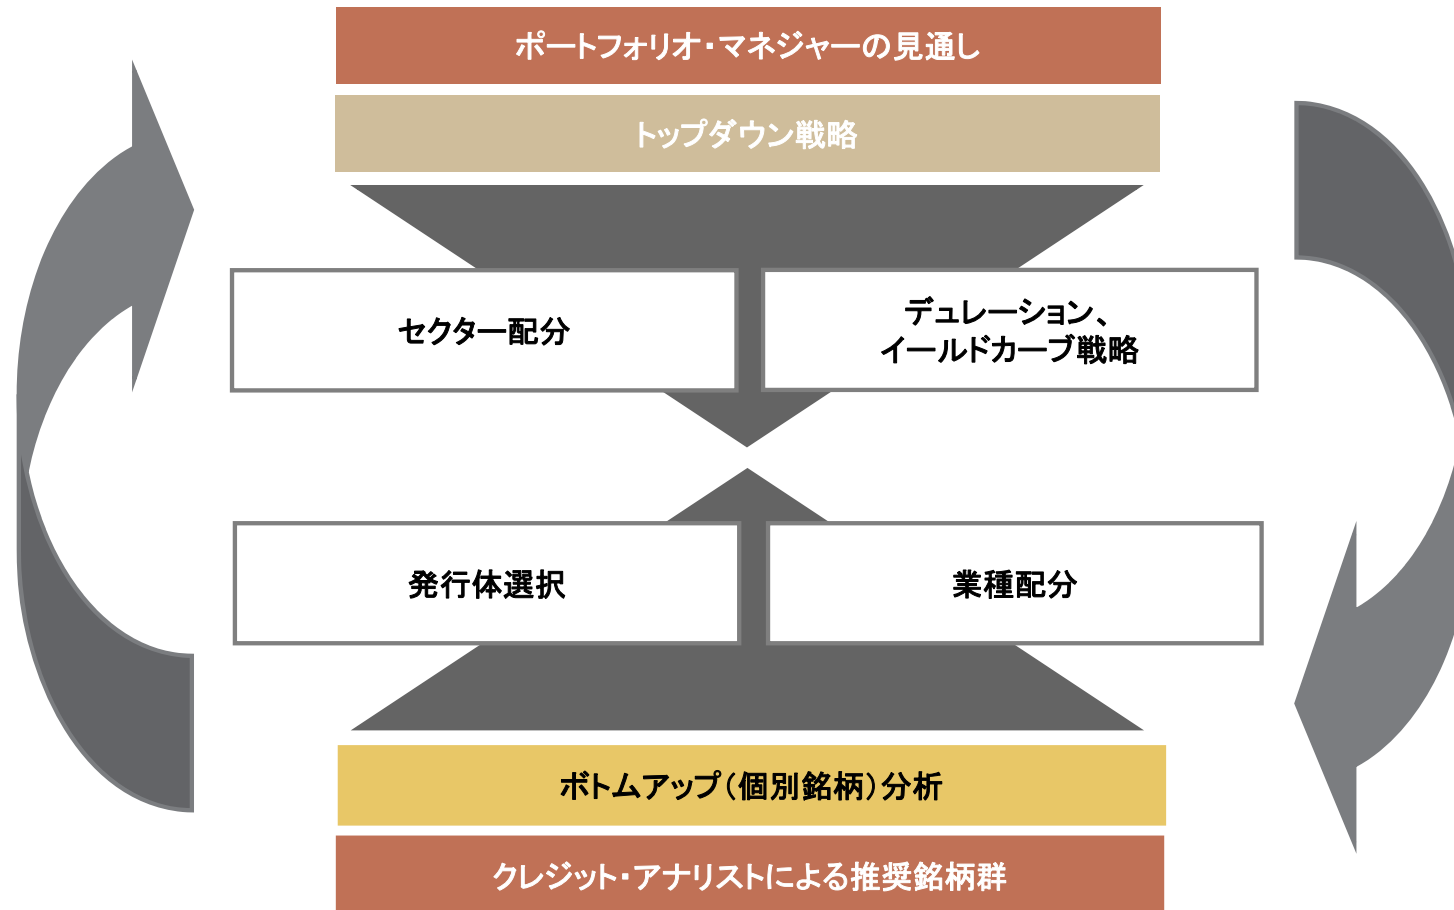 ポートフォリオ・マネジャーの見通し
トップダウン戦略
セクター配分
デュレーション、
イールドカーブ戦略
発行体選択
業種配分
ボトムアップ（個別銘柄）分析
クレジット・アナリストによる推奨銘柄群